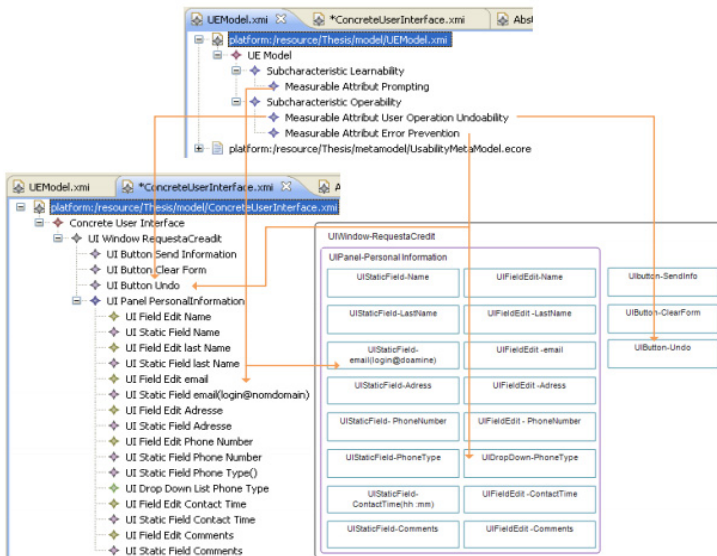 UEModel.xmi
*ConcreteUserInterface.xmi
Abst
platform:/resource/Thesis/model/UEModel.xmi
UE Model
Subcharacteristic Learnability
Measurable Attribut Prompting
Subcharacteristic Operability
Measurable Attribut User Operation Undoability
Measurable Attribut Error Prevention
platform:/resource/Thesis/metamodel/UsabilityMetaModel.ecore
UEModel.xmi
*ConcreteUserInterface.xmi
A
platform:/resource/Thesis/model/ConcreteUserInterface.xmi
Concrete User Interface
UI Window RequestaCreadit
UI Button Send Information
UI Button Clear Form
UI Button Undo
UI Panel PersonalInformation
UI Field Edit Name
UI Static Field Name
UI Field Edit last Name
UI Static Field last Name
UI Field Edit email
UI Static Field email(login@nomdomain)
UI Field Edit Adresse
UI Static Field Adresse
UI Field Edit Phone Number
UI Static Field Phone Number
UI Static Field Phone Type()
UI Drop Down List Phone Type
UI Field Edit Contact Time
UI Static Field Contact Time
UI Field Edit Comments
UI Static Field Comments
UIWindow-RequestaCredit
UIPanel-Personal Information
UIStaticField-Name
UIFieldEdit-Name
UIbutton-SendInfo
UIStaticField-LastName
UIFieldEdit -LastName
UIButton-ClearForm
UIStaticField-
email(login@doamine)
UIFieldEdit -email
UIButton-Undo
UIStaticField-Adress
UIFieldEdit -Adress
UIStaticField- PhoneNumber
UIFieldEdit - PhoneNumber
UIStaticField-PhoneType
UIDropDown-PhoneType
UIStaticField-
ContactTime(hh :mm)
UIFieldEdit -ContactTime
UIStaticField-Comments
UIFieldEdit -Comments